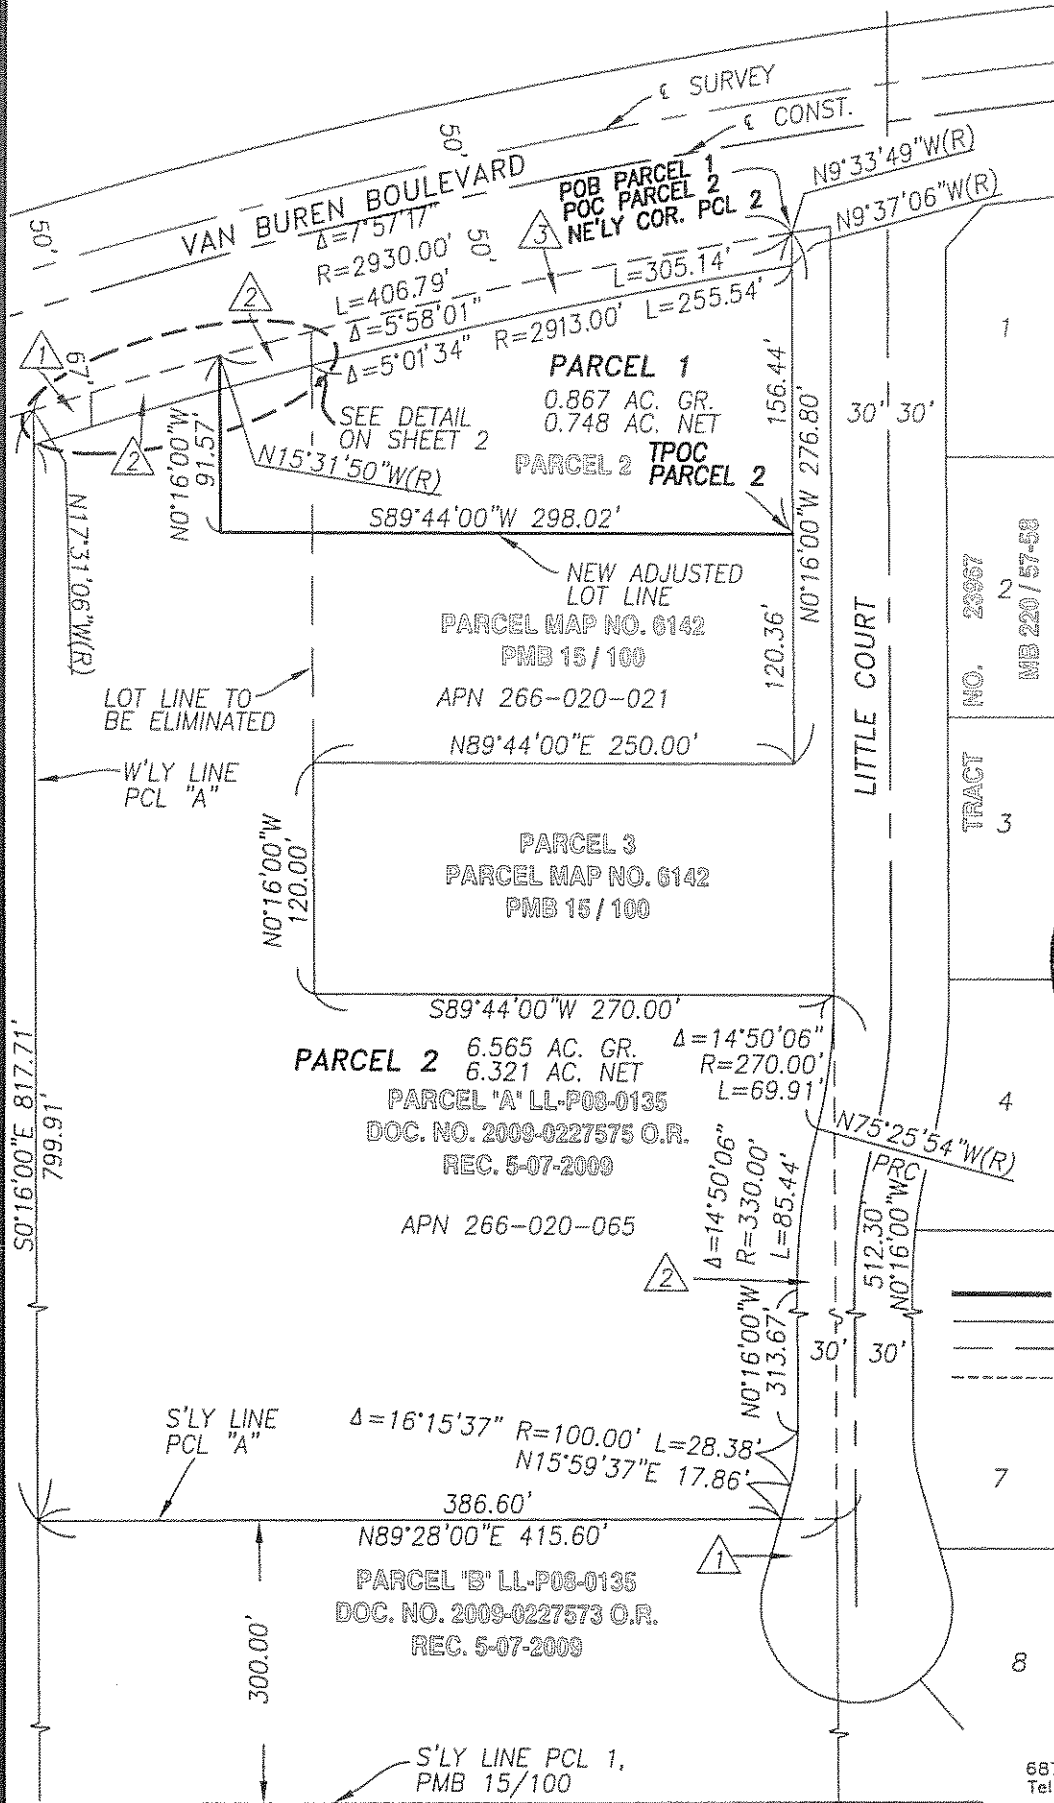 ℄ SURVEY
℄ CONST.
50'
50'
VAN BUREN BOULEVARD
50'
POB PARCEL 1
POC PARCEL 2
NE'LY COR. PCL 2
N9°33'49"W(R)
N9°37'06"W(R)
3
Δ=7°57'17"
R=2930.00'
L=406.79'
Δ=5°58'01"
L=305.14'
Δ=5°01'34" R=2913.00' L=255.54'
2
1
67'
2
PARCEL 1
0.867 AC. GR.
0.748 AC. NET
SEE DETAIL
ON SHEET 2
PARCEL 2
TPOC
PARCEL 2
156.44'
N0°16'00"W 276.80'
30' 30'
1
N0°16'00"W
91.57'
N15°31'50"W(R)
N17°31'06"W(R)
S89°44'00"W 298.02'
NEW ADJUSTED
LOT LINE
PARCEL MAP NO. 6142
PMB 15 / 100
APN 266-020-021
120.36'
LOT LINE TO
BE ELIMINATED
N89°44'00"E 250.00'
W'LY LINE
PCL "A"
LITTLE COURT
TRACT NO. 23967
MB 220 / 57-58
2
3
N0°16'00"W
120.00'
PARCEL 3
PARCEL MAP NO. 6142
PMB 15 / 100
S89°44'00"W 270.00'
S0°16'00"E 817.71'
799.91'
PARCEL 2
6.565 AC. GR.
6.321 AC. NET
Δ=14°50'06"
R=270.00'
L=69.91'
PARCEL "A" LL-P08-0135
DOC. NO. 2009-0227575 O.R.
REC. 5-07-2009
4
N75°25'54"W(R)
PRC
APN 266-020-065
Δ=14°50'06"
R=330.00'
L=85.44'
512.30'
N0°16'00"W
2
N0°16'00"W
313.67'
30' 30'
S'LY LINE
PCL "A"
Δ=16°15'37" R=100.00' L=28.38'
N15°59'37"E 17.86'
7
386.60'
N89°28'00"E 415.60'
1
PARCEL "B" LL-P08-0135
DOC. NO. 2009-0227573 O.R.
REC. 5-07-2009
300.00'
8
S'LY LINE PCL 1,
PMB 15/100
687
Tel